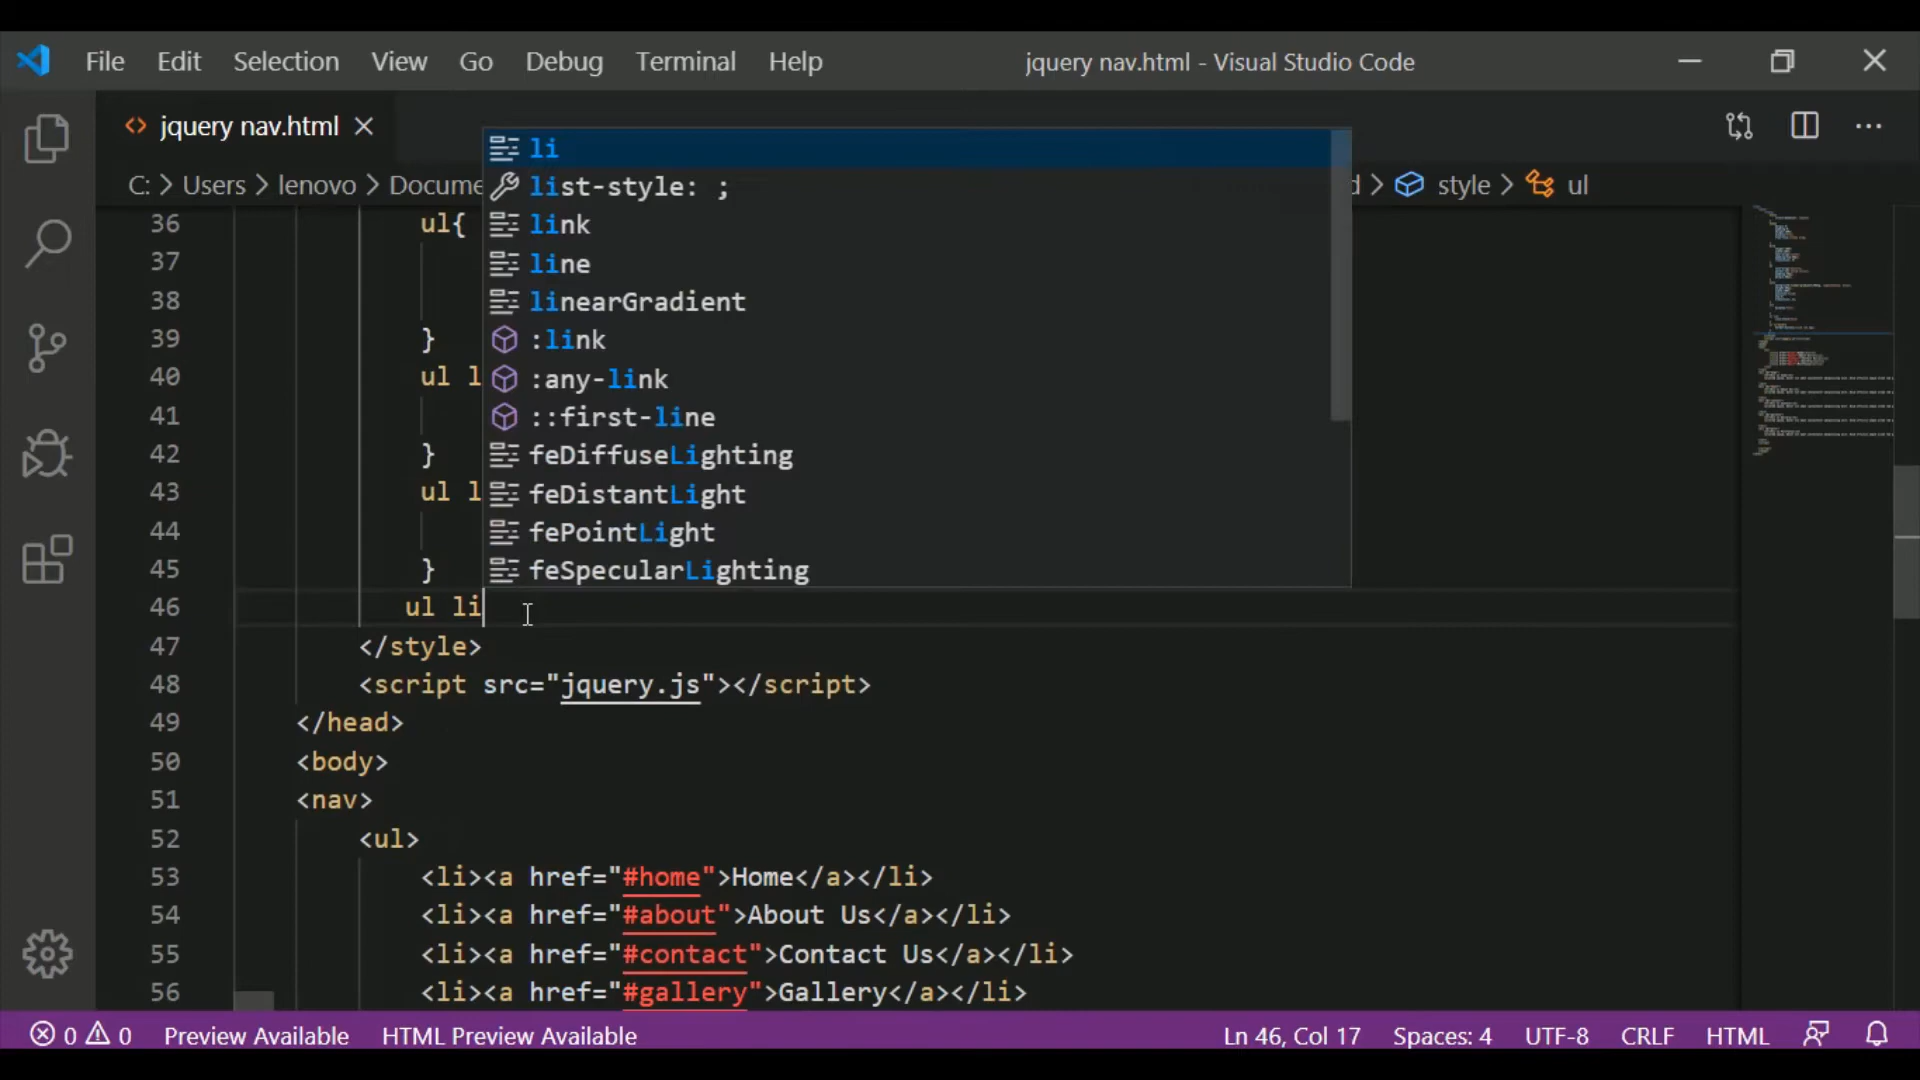 File Edit Selection View Go Debug Terminal Help jquery nav.html - Visual Studio Code
jquery nav.html
C: > Users > lenovo > Docume d > style > ul
li
list-style: ;
link
line
linearGradient
:link
:any-link
::first-line
feDiffuseLighting
feDistantLight
fePointLight
feSpecularLighting
36 ul{
37
38
39 }
40 ul l
41
42 }
43 ul l
44
45 }
46 ul li
47 </style>
48 <script src="jquery.js"></script>
49 </head>
50 <body>
51 <nav>
52 <ul>
53 <li><a href="#home">Home</a></li>
54 <li><a href="#about">About Us</a></li>
55 <li><a href="#contact">Contact Us</a></li>
56 <li><a href="#gallery">Gallery</a></li>
0 0 Preview Available HTML Preview Available Ln 46, Col 17 Spaces: 4 UTF-8 CRLF HTML